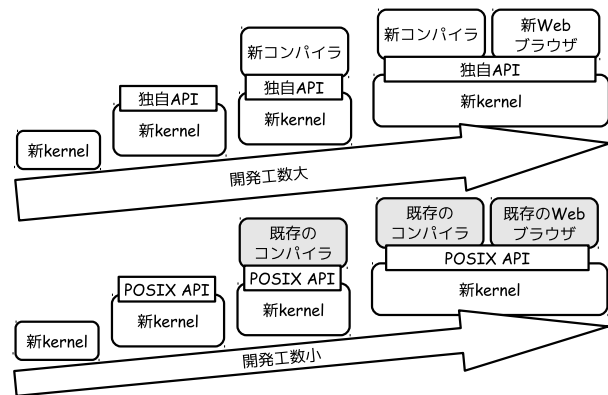 新kernel
独自API
新kernel
新コンパイラ
独自API
新kernel
新コンパイラ
新Web
ブラウザ
独自API
新kernel
開発工数大
新kernel
POSIX API
新kernel
既存の
コンパイラ
POSIX API
新kernel
既存の
コンパイラ
既存のWeb
ブラウザ
POSIX API
新kernel
開発工数小